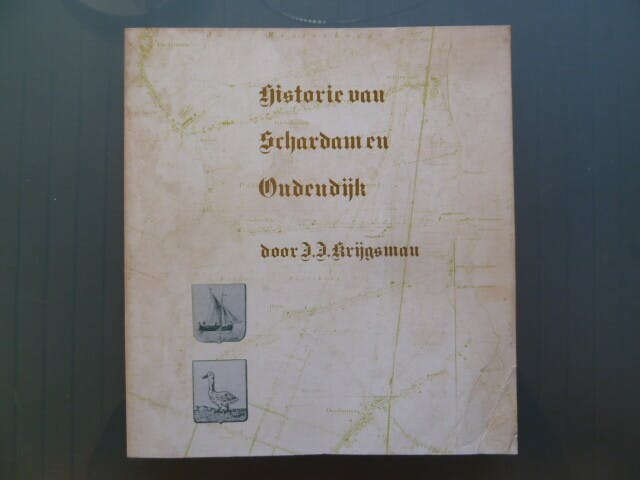 Historie van
Schardam en
Oudendijk
door J.J. Krijgsman